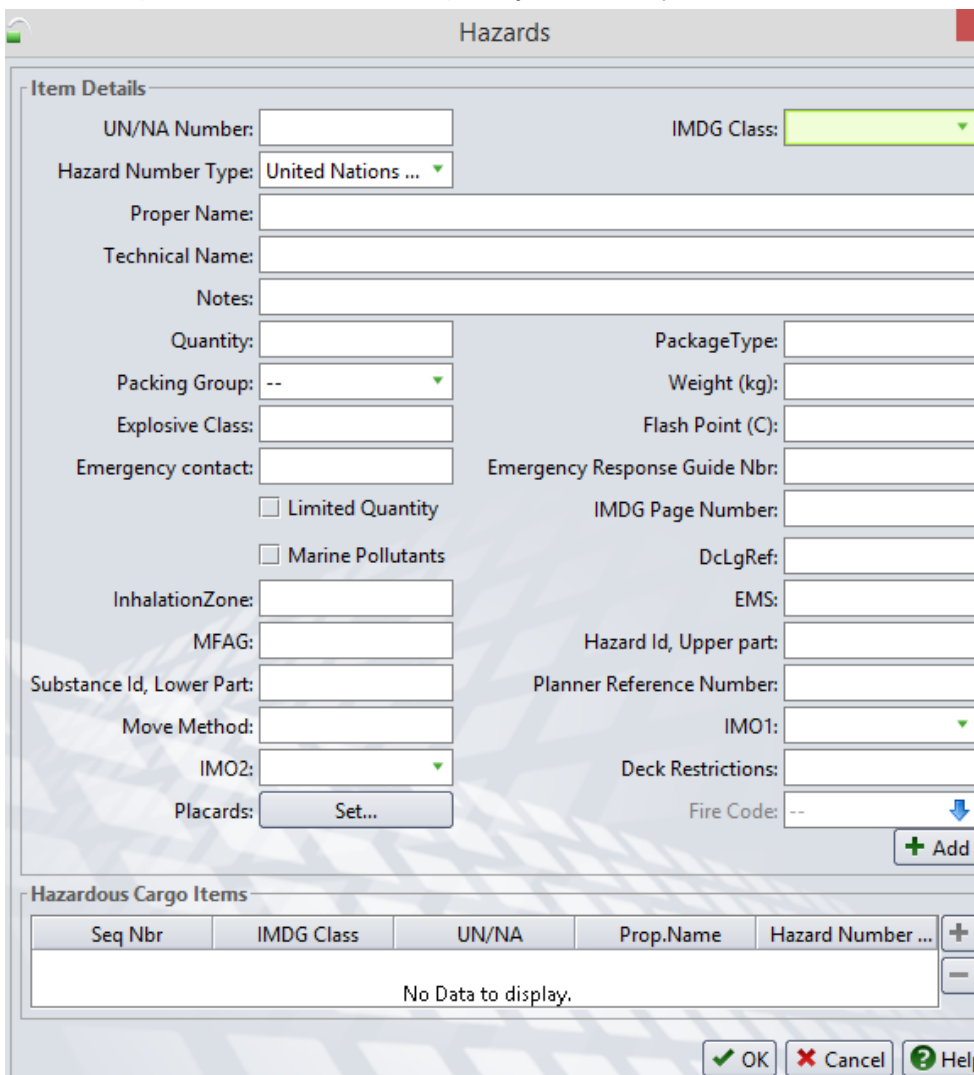 Hazards
Item Details
UN/NA Number: IMDG Class:
Hazard Number Type: United Nations ...
Proper Name:
Technical Name:
Notes:
Quantity: PackageType:
Packing Group: -- Weight (kg):
Explosive Class: Flash Point (C):
Emergency contact: Emergency Response Guide Nbr:
Limited Quantity IMDG Page Number:
Marine Pollutants DcLgRef:
InhalationZone: EMS:
MFAG: Hazard Id, Upper part:
Substance Id, Lower Part: Planner Reference Number:
Move Method: IMO1:
IMO2: Deck Restrictions:
Placards: Set... Fire Code: --
Add
Hazardous Cargo Items
Seq Nbr IMDG Class UN/NA Prop.Name Hazard Number ...
No Data to display.
OK Cancel Help